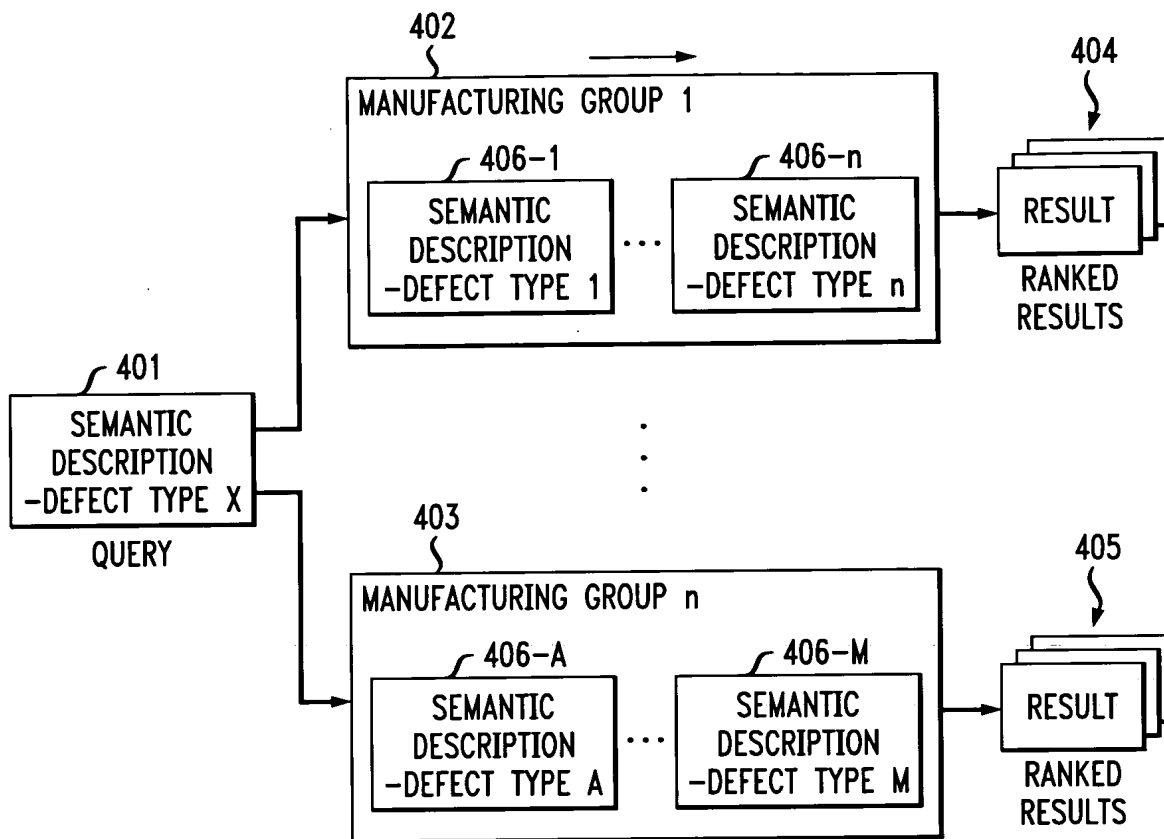 402
404
MANUFACTURING GROUP 1
406-1
406-n
SEMANTIC
DESCRIPTION
-DEFECT TYPE 1
...
SEMANTIC
DESCRIPTION
-DEFECT TYPE n
RESULT
RANKED
RESULTS
401
SEMANTIC
DESCRIPTION
-DEFECT TYPE X
QUERY
403
405
MANUFACTURING GROUP n
406-A
406-M
SEMANTIC
DESCRIPTION
-DEFECT TYPE A
...
SEMANTIC
DESCRIPTION
-DEFECT TYPE M
RESULT
RANKED
RESULTS